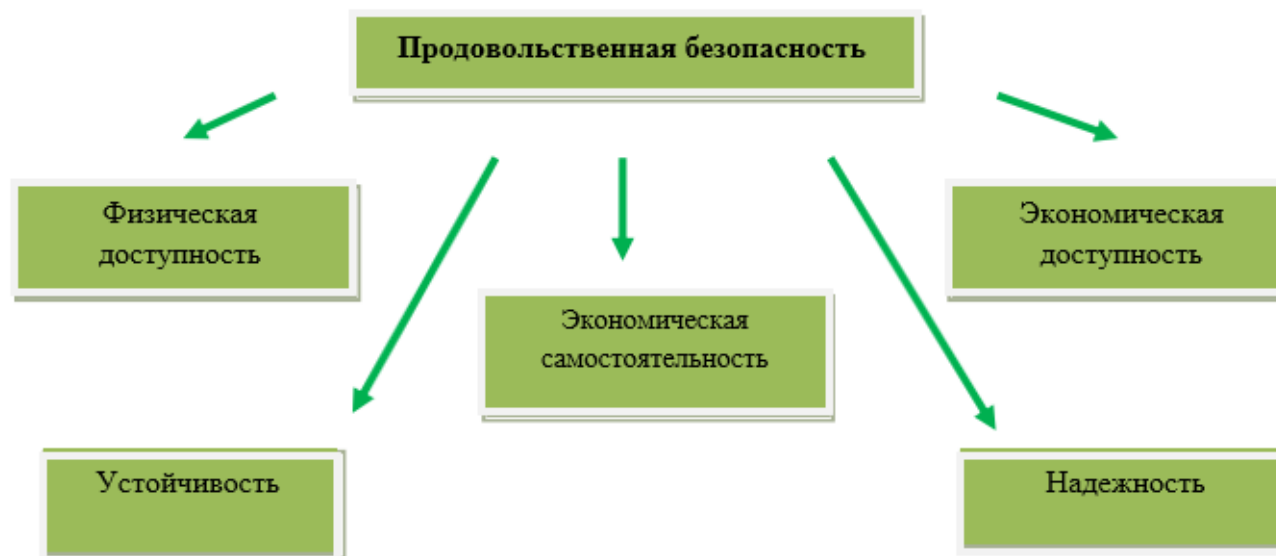 Продовольственная безопасность
Физическая
доступность
Экономическая
доступность
Экономическая
самостоятельность
Устойчивость
Надежность